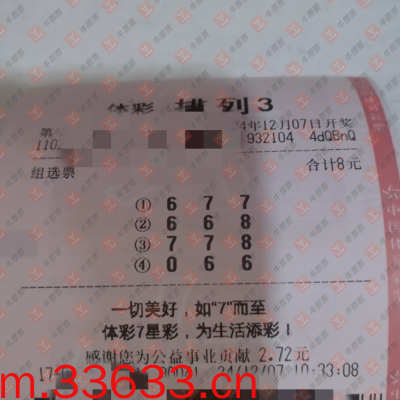 体彩 排列3
4年12月07日开奖
第
110 932104 4dQBnQ
组选票 合计8元
① 6 7 7
② 6 6 8
③ 7 7 8
④ 0 6 6
一切美好，如“7”而至
体彩7星彩，为生活添彩！
感谢您为公益事业贡献 2.72元
24/12/07 10:33:08
m.33633.cn